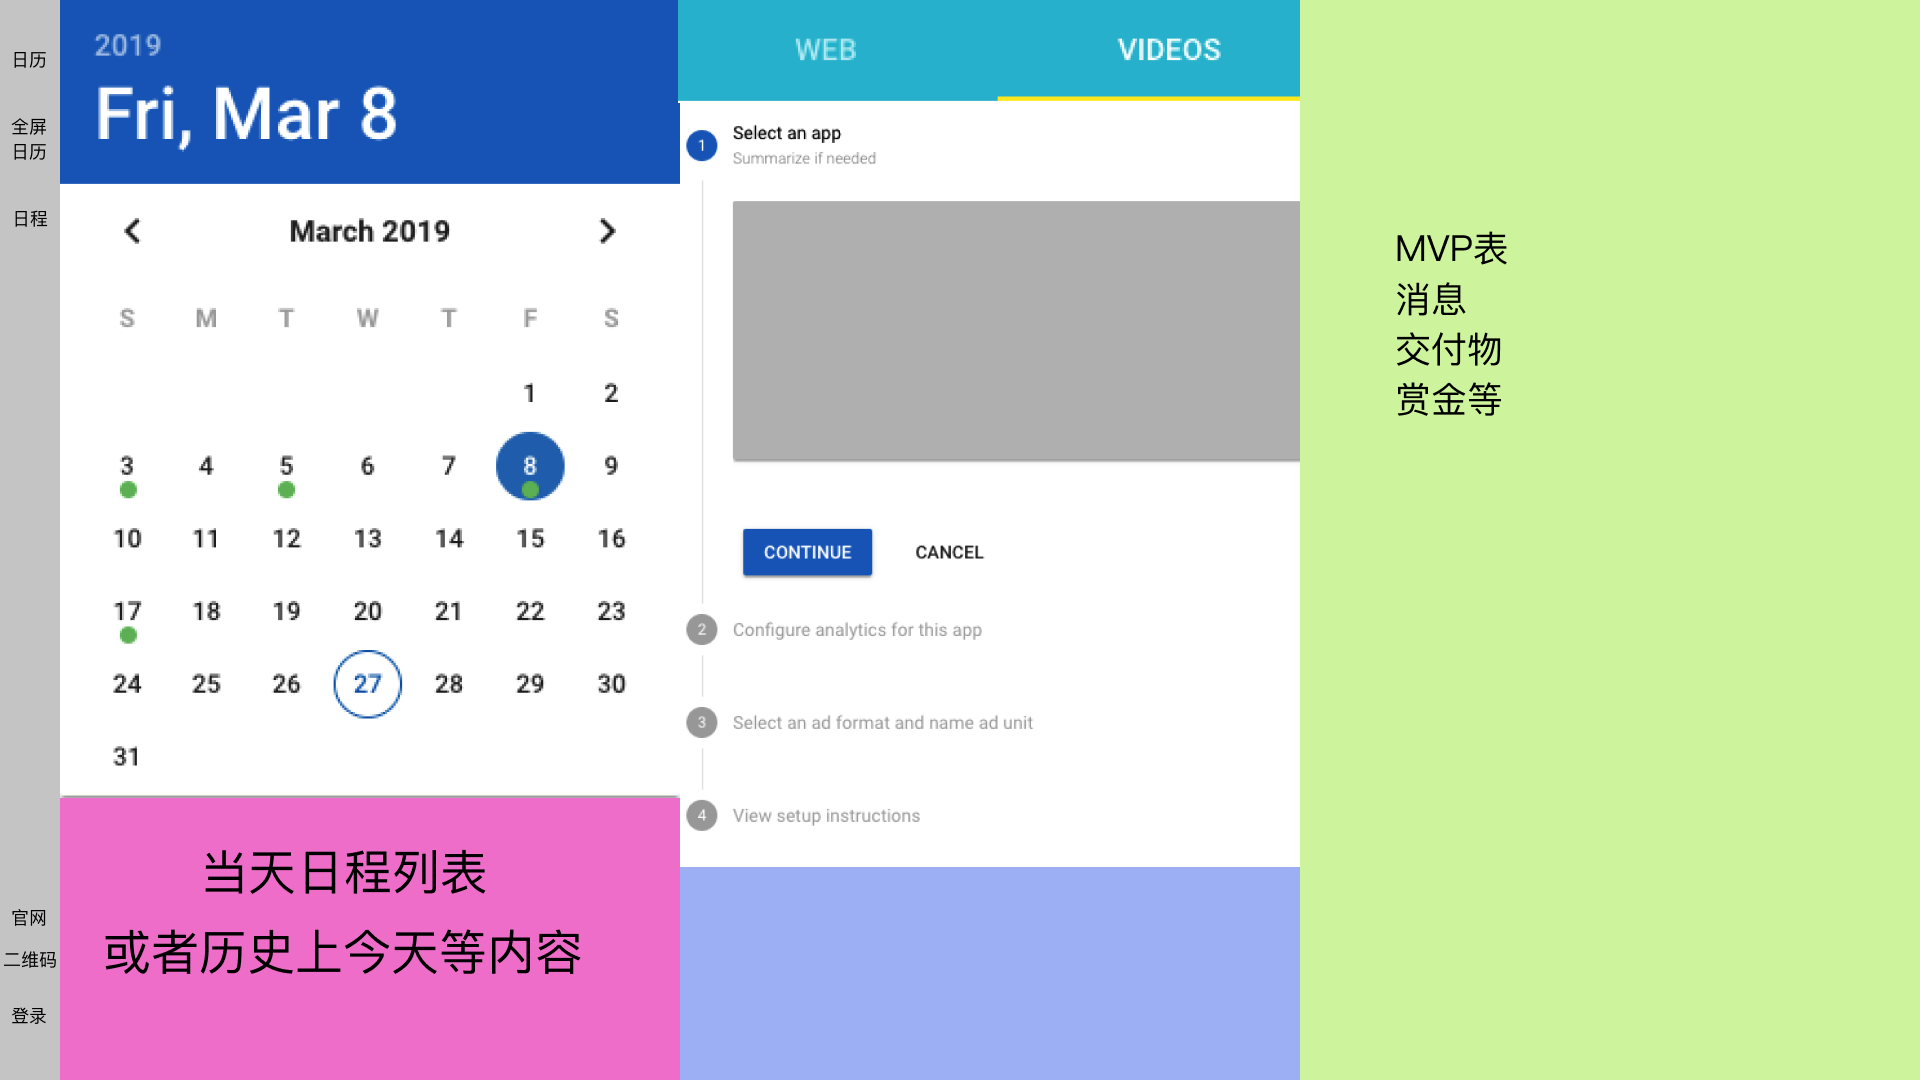 日历
全屏
日历
日程
官网
二维码
登录
2019
Fri, Mar 8
March 2019
S M T W T F S
1 2
3 4 5 6 7 8 9
10 11 12 13 14 15 16
17 18 19 20 21 22 23
24 25 26 27 28 29 30
31
当天日程列表
或者历史上今天等内容
WEB VIDEOS
1 Select an app
Summarize if needed
CONTINUE CANCEL
2 Configure analytics for this app
3 Select an ad format and name ad unit
4 View setup instructions
MVP表
消息
交付物
赏金等